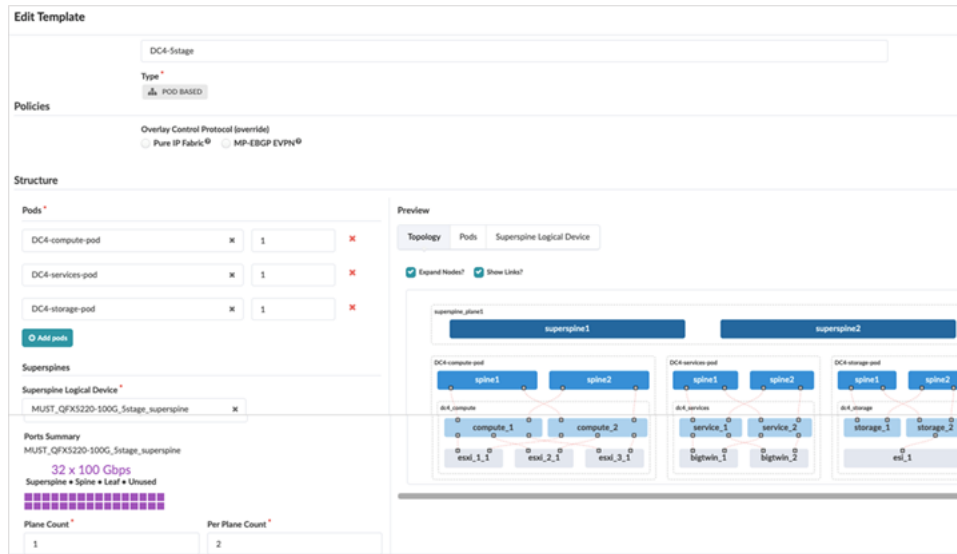 Edit Template
DC4-5stage
Type *
POD BASED
Policies
Overlay Control Protocol (override)
Pure IP Fabric MP-EBGP EVPN
Structure
Pods *
DC4-compute-pod 1
DC4-services-pod 1
DC4-storage-pod 1
Add pods
Superspines
Superspine Logical Device *
MUST_QFX5220-100G_5stage_superspine
Ports Summary
MUST_QFX5220-100G_5stage_superspine
32 x 100 Gbps
Superspine • Spine • Leaf • Unused
Plane Count * Per Plane Count *
1 2
Preview
Topology Pods Superspine Logical Device
Expand Nodes? Show Links?
superspine_plane1
superspine1 superspine2
DC4-compute-pod DC4-services-pod DC4-storage-pod
spine1 spine2 spine1 spine2 spine1 spine2
dc4_compute dc4_services dc4_storage
compute_1 compute_2 service_1 service_2 storage_1 storage_2
esxi_1_1 esxi_2_1 esxi_3_1 bigtwin_1 bigtwin_2 esi_1